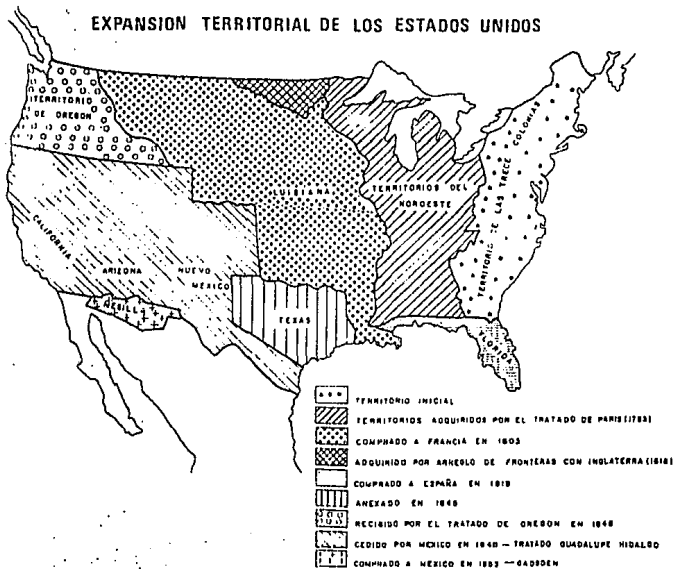 EXPANSION TERRITORIAL DE LOS ESTADOS UNIDOS
TERRITORIO
DE OREGON
LUISIANA
TERRITORIOS DEL
NOROESTE
TERRITORIO DE LAS TRECE COLONIAS
CALIFORNIA
ARIZONA
NUEVO
MEXICO
MESILLA
TEXAS
FLORIDA
TERRITORIO INICIAL
TERRITORIOS ADQUIRIDOS POR EL TRATADO DE PARIS (1783)
COMPRADO A FRANCIA EN 1803
ADQUIRIDO POR ARREGLO DE FRONTERAS CON INGLATERRA (1818)
COMPRADO A ESPAÑA EN 1819
ANEXADO EN
RECIBIDO POR EL TRATADO DE OREGON EN
CEDIDO POR MEXICO EN — TRATADO GUADALUPE HIDALGO
COMPRADO A MEXICO EN 1853 — GADSDEN